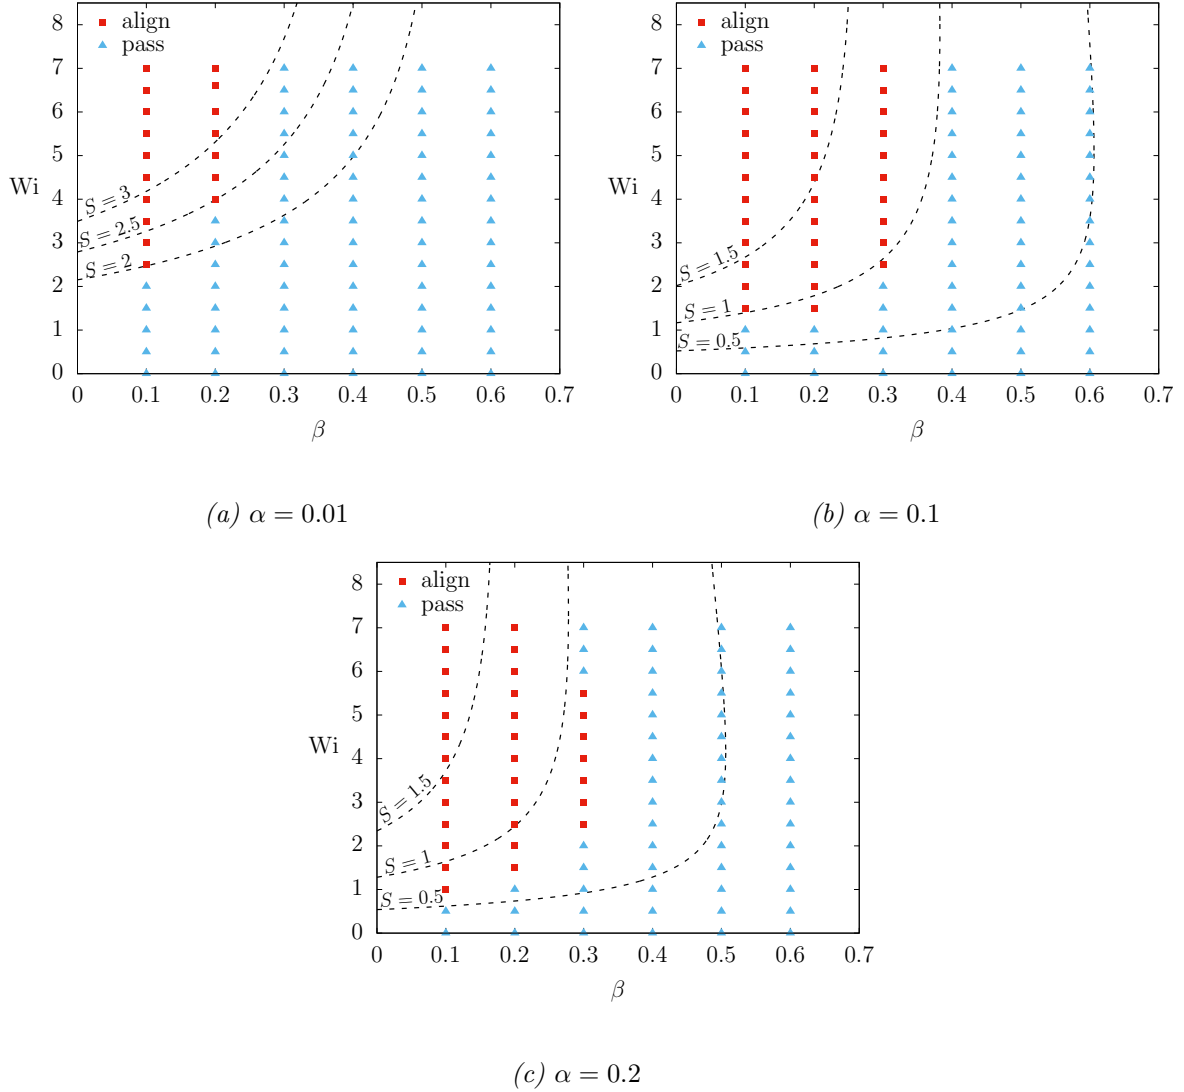 align
pass
8
7
6
5
4
3
2
1
0
Wi
S = 3
S = 2.5
S = 2
0 0.1 0.2 0.3 0.4 0.5 0.6 0.7
β
(a) α = 0.01
align
pass
8
7
6
5
4
3
2
1
0
Wi
S = 1.5
S = 1
S = 0.5
0 0.1 0.2 0.3 0.4 0.5 0.6 0.7
β
(b) α = 0.1
align
pass
8
7
6
5
4
3
2
1
0
Wi
S = 1.5
S = 1
S = 0.5
0 0.1 0.2 0.3 0.4 0.5 0.6 0.7
β
(c) α = 0.2